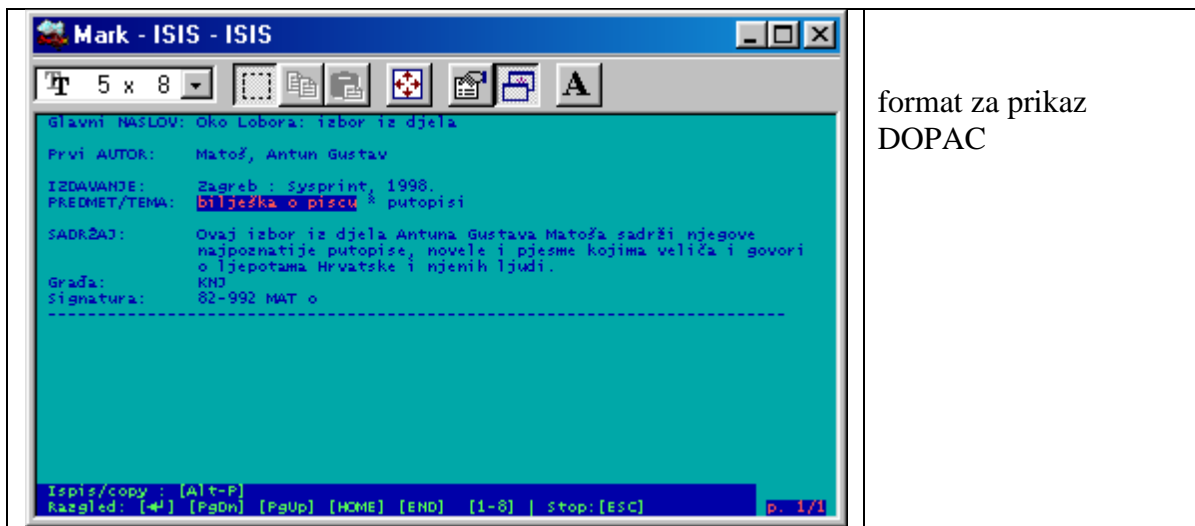 Mark - ISIS - ISIS
5 x 8
A
Glavni NASLOV: Oko Lobora: izbor iz djela
Prvi AUTOR: Matoš, Antun Gustav
IZDAVANJE: Zagreb : Sysprint, 1998.
PREDMET/TEMA: bilješka o piscu * putopisi
SADRŽAJ: Ovaj izbor iz djela Antuna Gustava Matoša sadrži njegove
najpoznatije putopise, novele i pjesme kojima veliča i govori
o ljepotama Hrvatske i njenih ljudi.
Građa: KNJ
Signatura: 82-992 MAT o
---------------------------------------------------------------------------
Ispis/copy : [Alt-P]
Razgled: [↵] [PgDn] [PgUp] [HOME] [END] [1-8] | Stop:[ESC] p. 1/1
format za prikaz
DOPAC